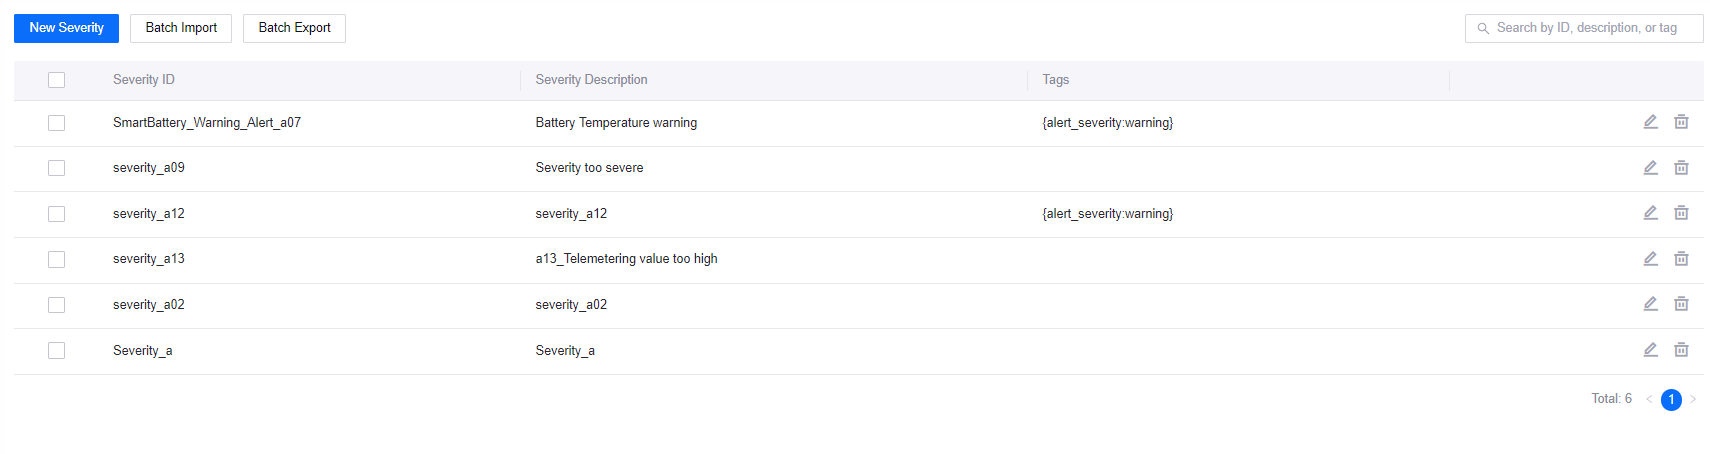 New Severity Batch Import Batch Export Search by ID, description, or tag
Severity ID Severity Description Tags
SmartBattery_Warning_Alert_a07 Battery Temperature warning {alert_severity:warning}
severity_a09 Severity too severe
severity_a12 severity_a12 {alert_severity:warning}
severity_a13 a13_Telemetering value too high
severity_a02 severity_a02
Severity_a Severity_a
Total: 6 < 1 >